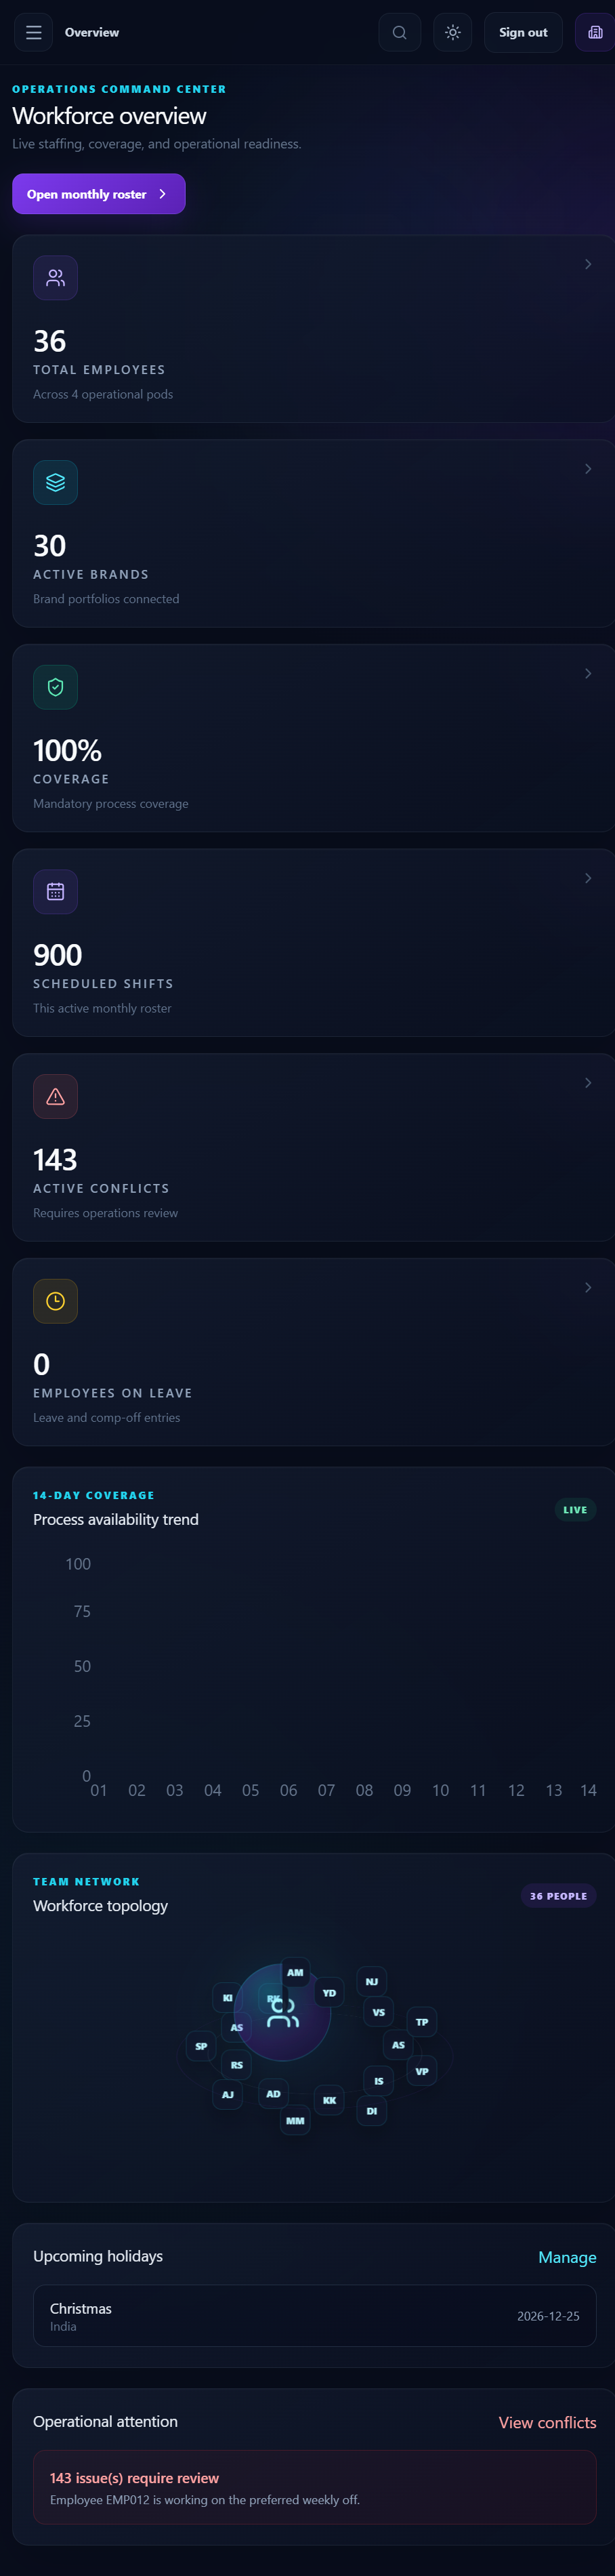 Overview
Sign out
OPERATIONS COMMAND CENTER
Workforce overview
Live staffing, coverage, and operational readiness.
Open monthly roster
36
TOTAL EMPLOYEES
Across 4 operational pods
30
ACTIVE BRANDS
Brand portfolios connected
100%
COVERAGE
Mandatory process coverage
900
SCHEDULED SHIFTS
This active monthly roster
143
ACTIVE CONFLICTS
Requires operations review
0
EMPLOYEES ON LEAVE
Leave and comp-off entries
14-DAY COVERAGE
Process availability trend
LIVE
100
75
50
25
0
01 02 03 04 05 06 07 08 09 10 11 12 13 14
TEAM NETWORK
Workforce topology
36 PEOPLE
AM
NJ
YD
KI
RK
VS
TP
AS
AS
SP
RS
VP
IS
AJ
AD
KK
DI
MM
Upcoming holidays
Manage
Christmas
India
2026-12-25
Operational attention
View conflicts
143 issue(s) require review
Employee EMP012 is working on the preferred weekly off.